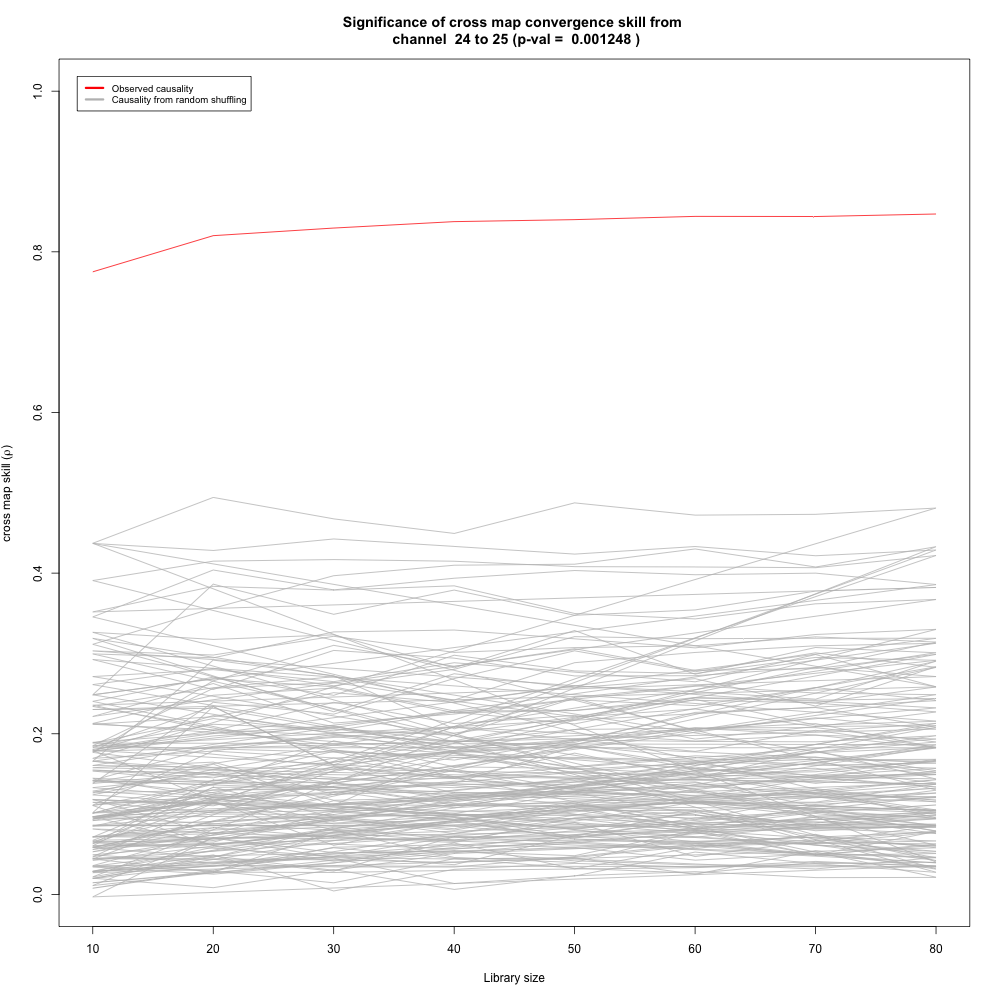 Significance of cross map convergence skill from
channel  24 to 25 (p-val =  0.001248 )
Observed causality
Causality from random shuffling
cross map skill (ρ)
1.0
0.8
0.6
0.4
0.2
0.0
10 20 30 40 50 60 70 80
Library size